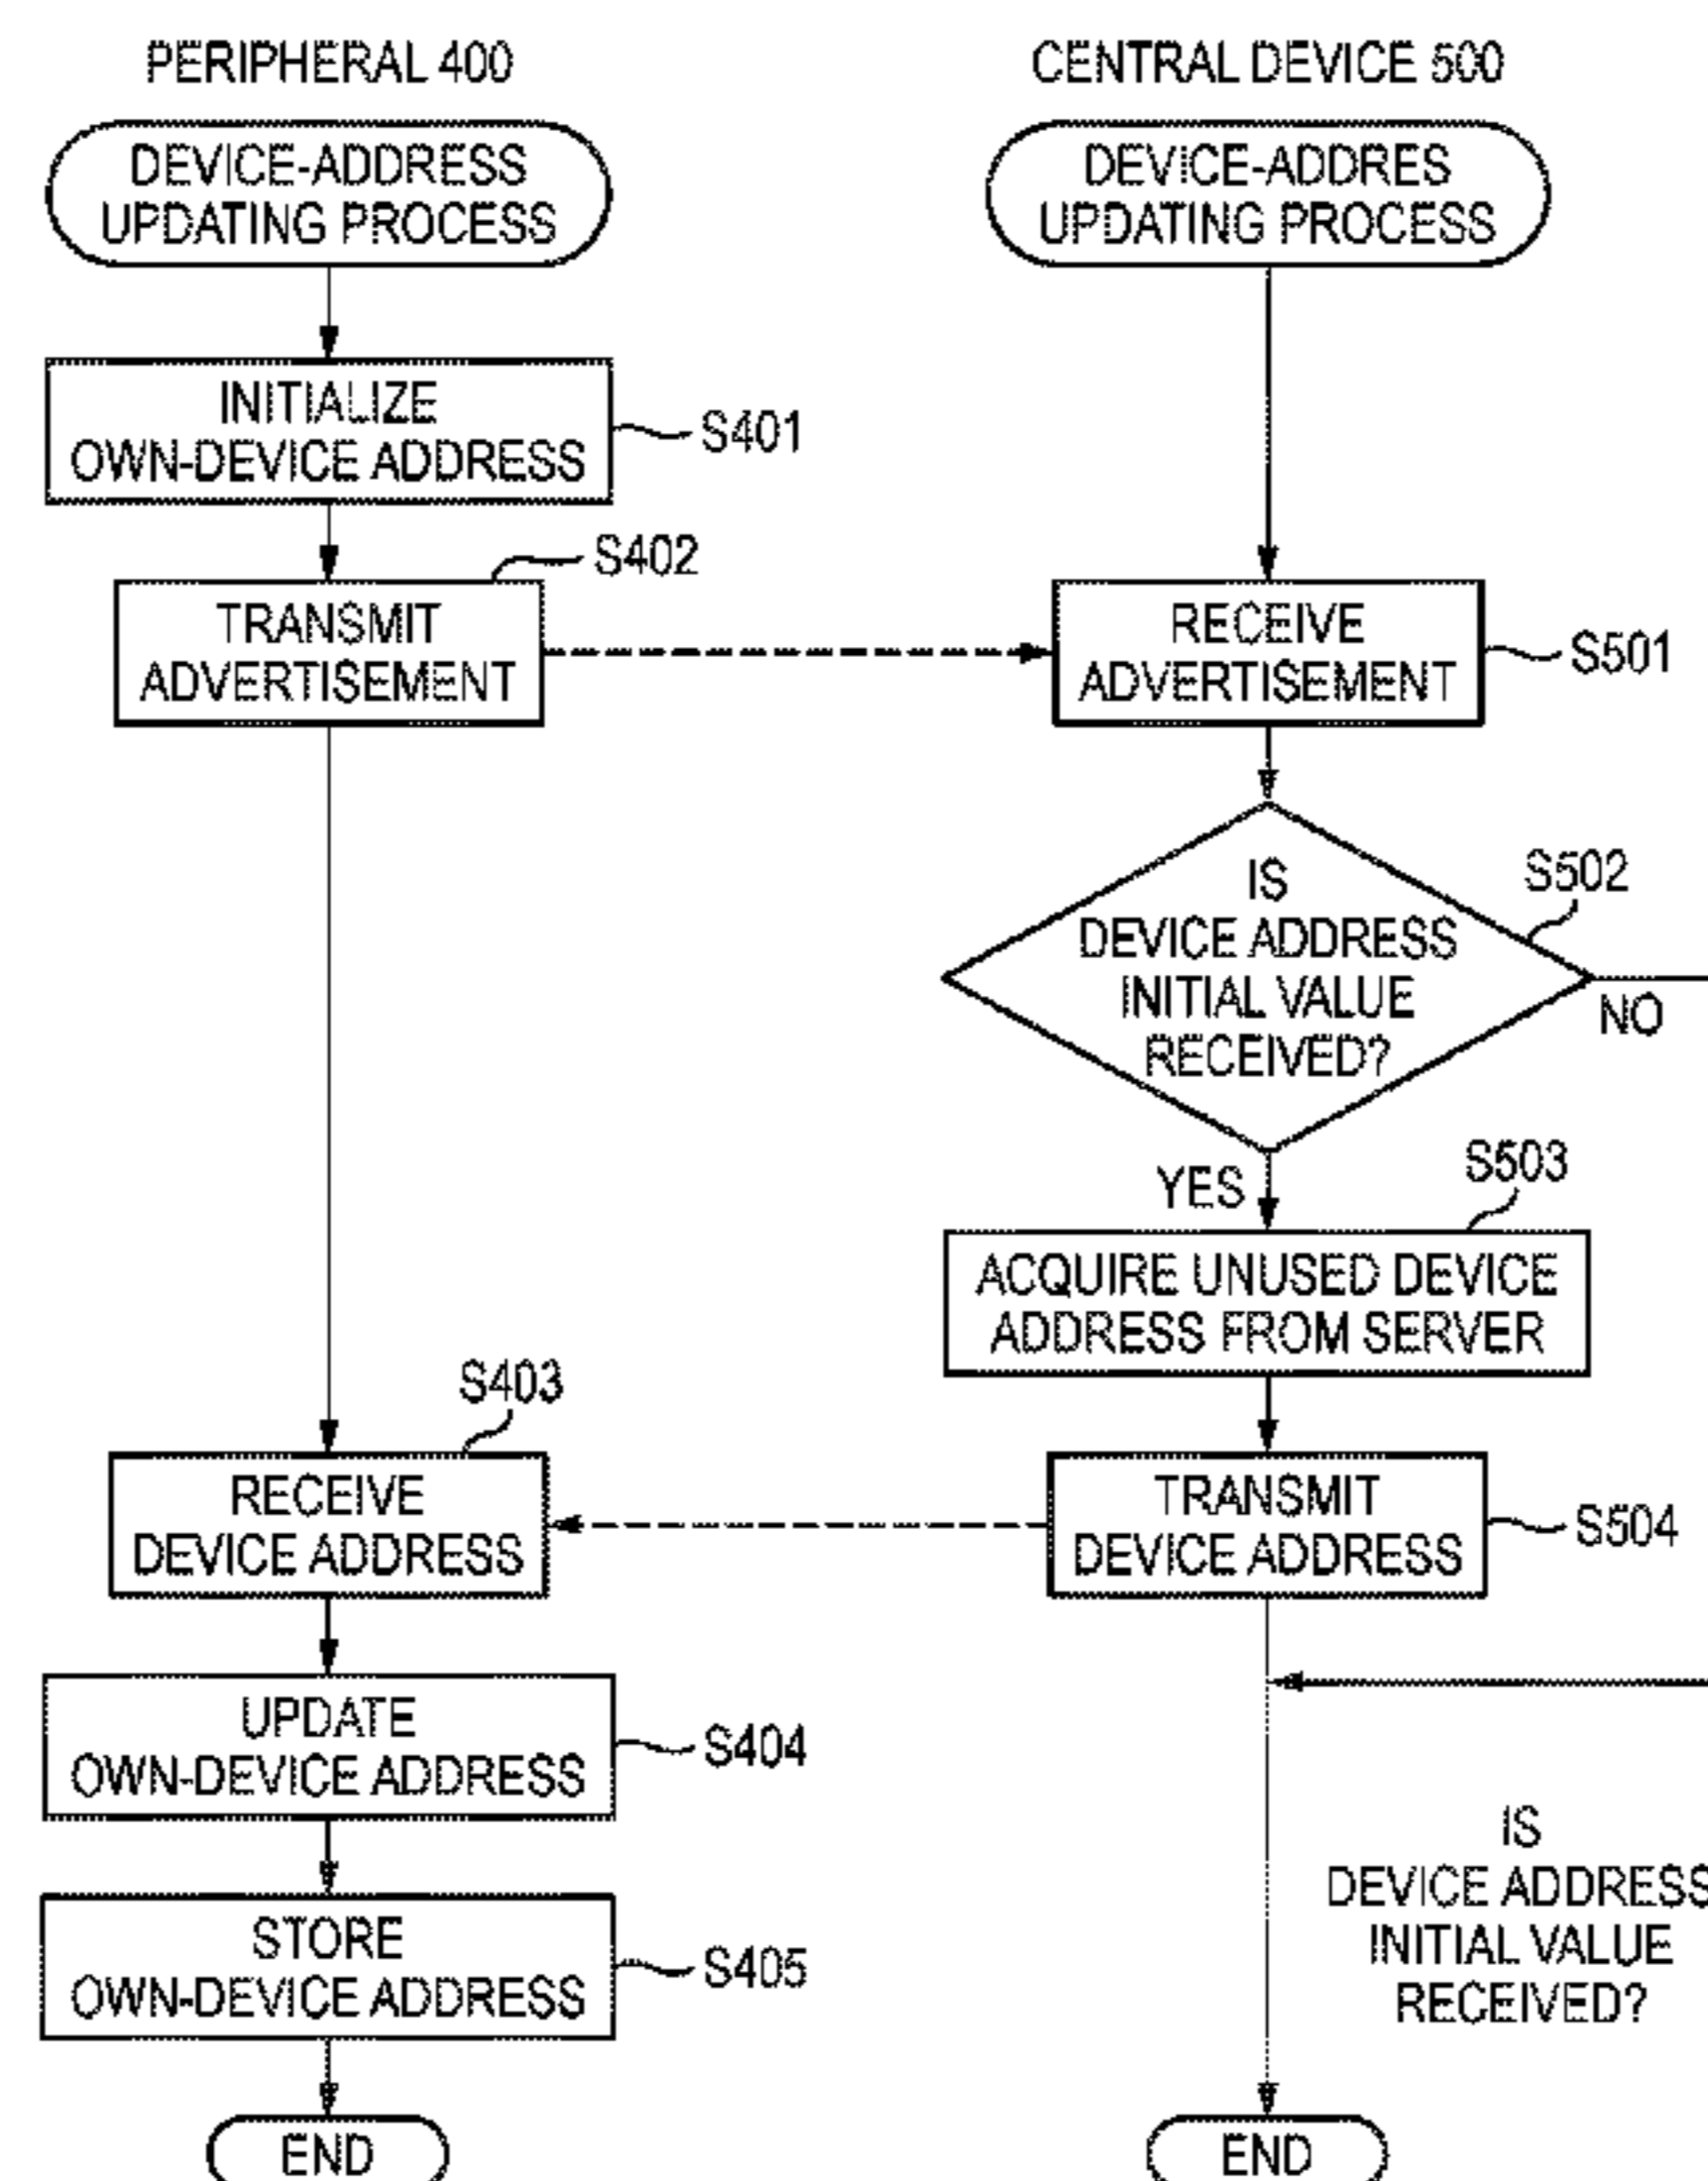 PERIPHERAL 400
DEVICE-ADDRESS
UPDATING PROCESS
INITIALIZE
OWN-DEVICE ADDRESS
S401
TRANSMIT
ADVERTISEMENT
S402
CENTRAL DEVICE 500
DEVICE-ADDRES
UPDATING PROCESS
RECEIVE
ADVERTISEMENT
S501
IS
DEVICE ADDRESS
INITIAL VALUE
RECEIVED?
S502
NO
YES
S503
ACQUIRE UNUSED DEVICE
ADDRESS FROM SERVER
TRANSMIT
DEVICE ADDRESS
S504
S403
RECEIVE
DEVICE ADDRESS
UPDATE
OWN-DEVICE ADDRESS
S404
STORE
OWN-DEVICE ADDRESS
S405
END
IS
DEVICE ADDRESS
INITIAL VALUE
RECEIVED?
END